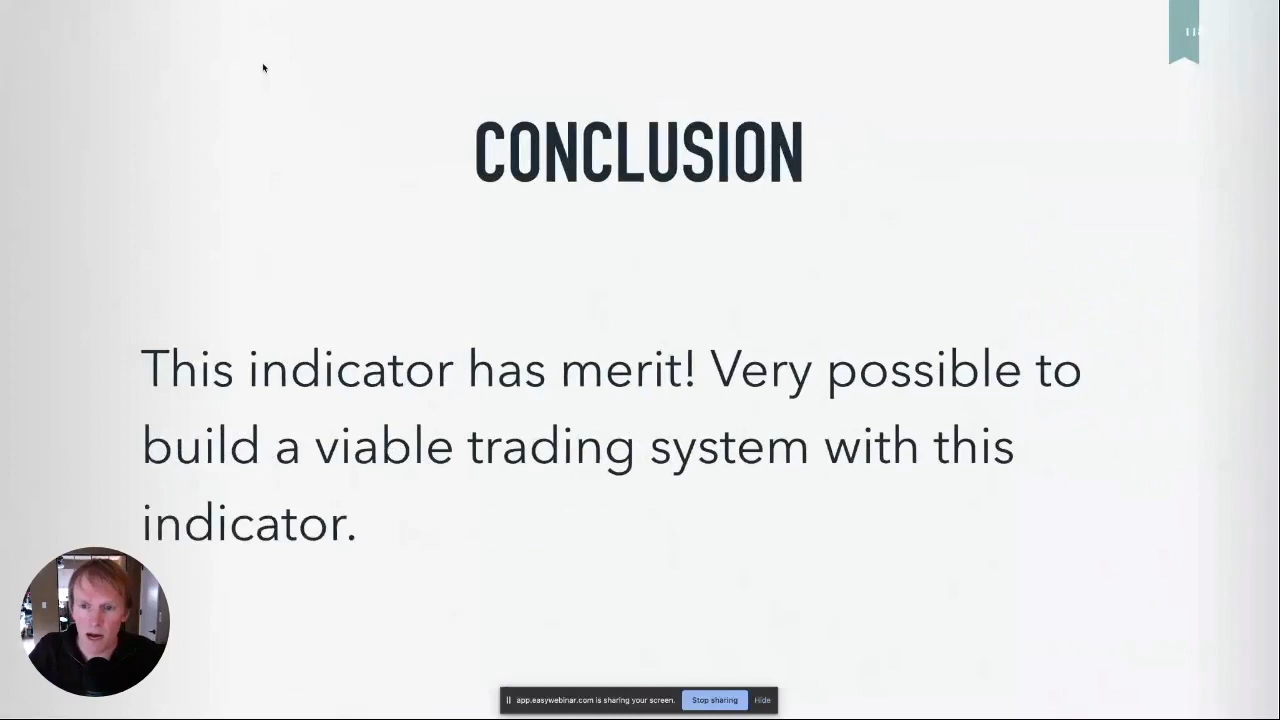 CONCLUSION
This indicator has merit! Very possible to
build a viable trading system with this
indicator.
app.easywebinar.com is sharing your screen. Stop sharing Hide